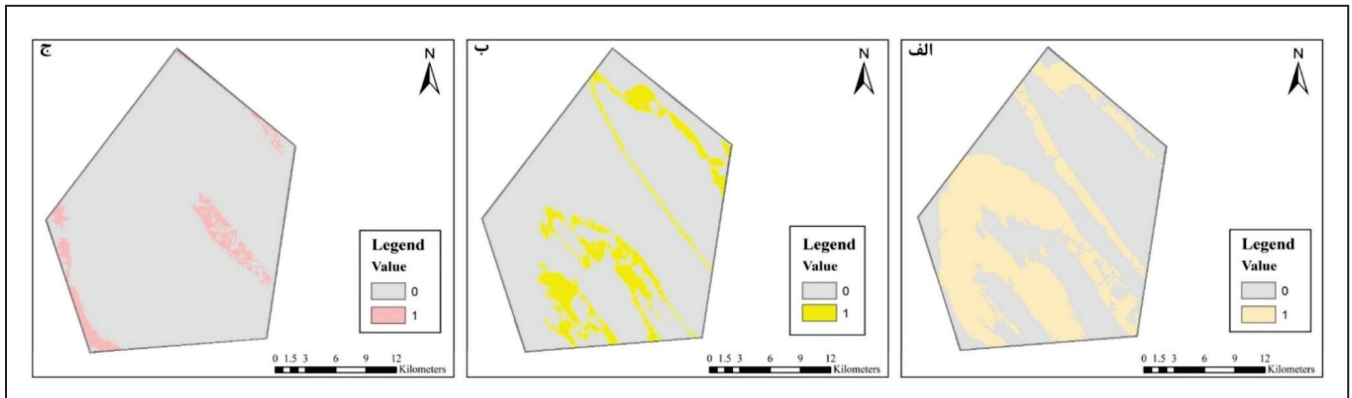 الف
N
Legend
Value
0
1
0 1.5 3 6 9 12
Kilometers
ب
N
Legend
Value
0
1
0 1.5 3 6 9 12
Kilometers
ج
N
Legend
Value
0
1
0 1.5 3 6 9 12
Kilometers